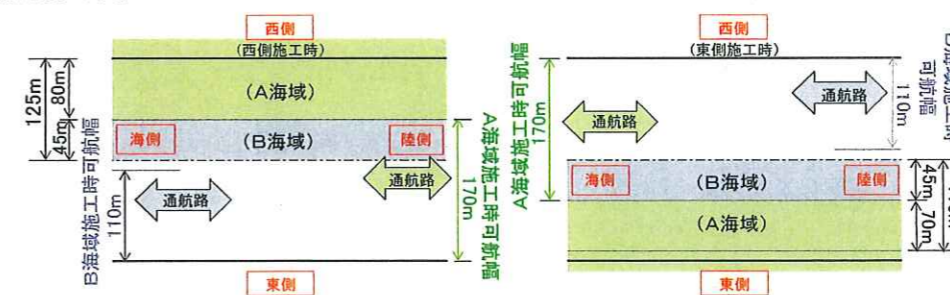 西側
(西側施工時)
125m
80m
45m
(A海域)
海側
(B海域)
陸側
通航路
通航路
B海域施工時可航幅
110m
A海域施工時可航幅
170m
東側
西側
(東側施工時)
A海域施工時可航幅
170m
通航路
通航路
110m
可航幅
海側
(B海域)
陸側
45m
(A海域)
70m
東側